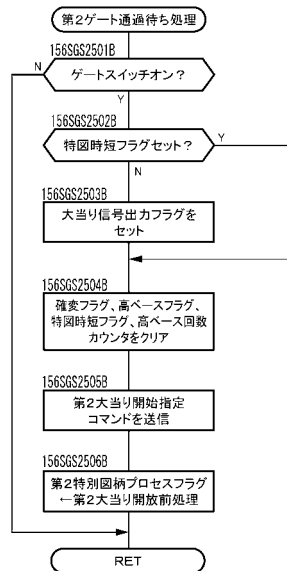 第2ゲート通過待ち処理
156SGS2501B
N
ゲートスイッチオン?
Y
156SGS2502B
特図時短フラグセット?
Y
N
156SGS2503B
大当り信号出力フラグを
セット
156SGS2504B
確変フラグ、高ベースフラグ、
特図時短フラグ、高ベース回数
カウンタをクリア
156SGS2505B
第2大当り開始指定
コマンドを送信
156SGS2506B
第2特別図柄プロセスフラグ
←第2大当り開放前処理
RET